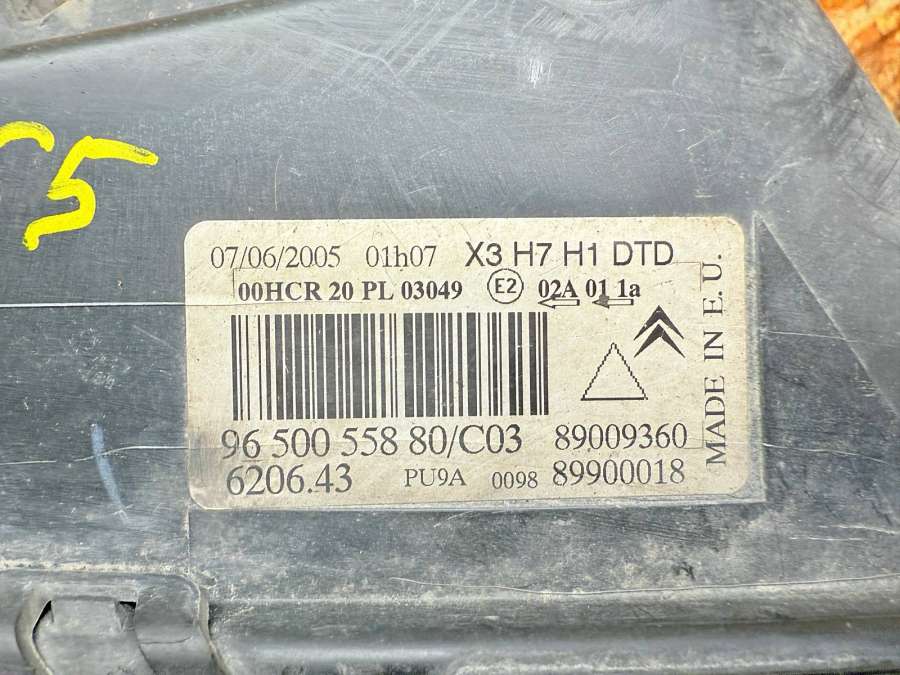 C5
07/06/2005 01h07 X3 H7 H1 DTD
00HCR 20 PL 03049 E2 02A 01 1a
96 500 558 80/C03 89009360
6206.43 PU9A 0098 89900018
MADE IN E. U.